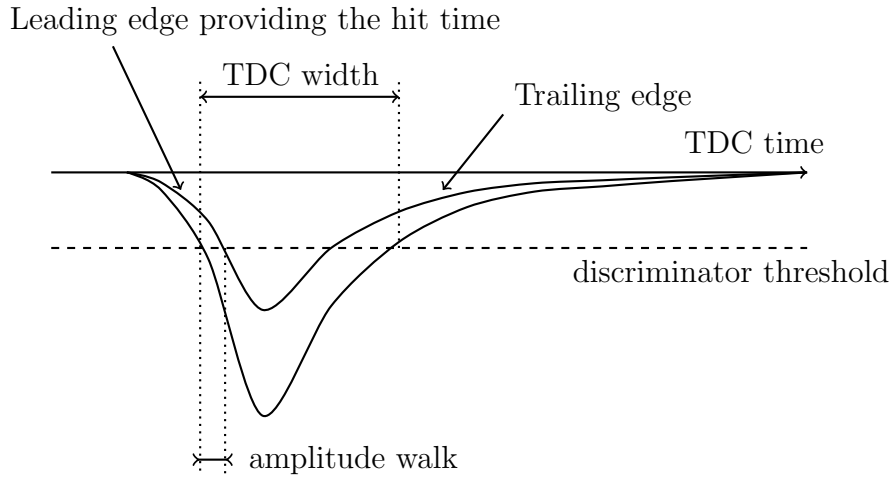 Leading edge providing the hit time
TDC width
Trailing edge
TDC time
discriminator threshold
amplitude walk